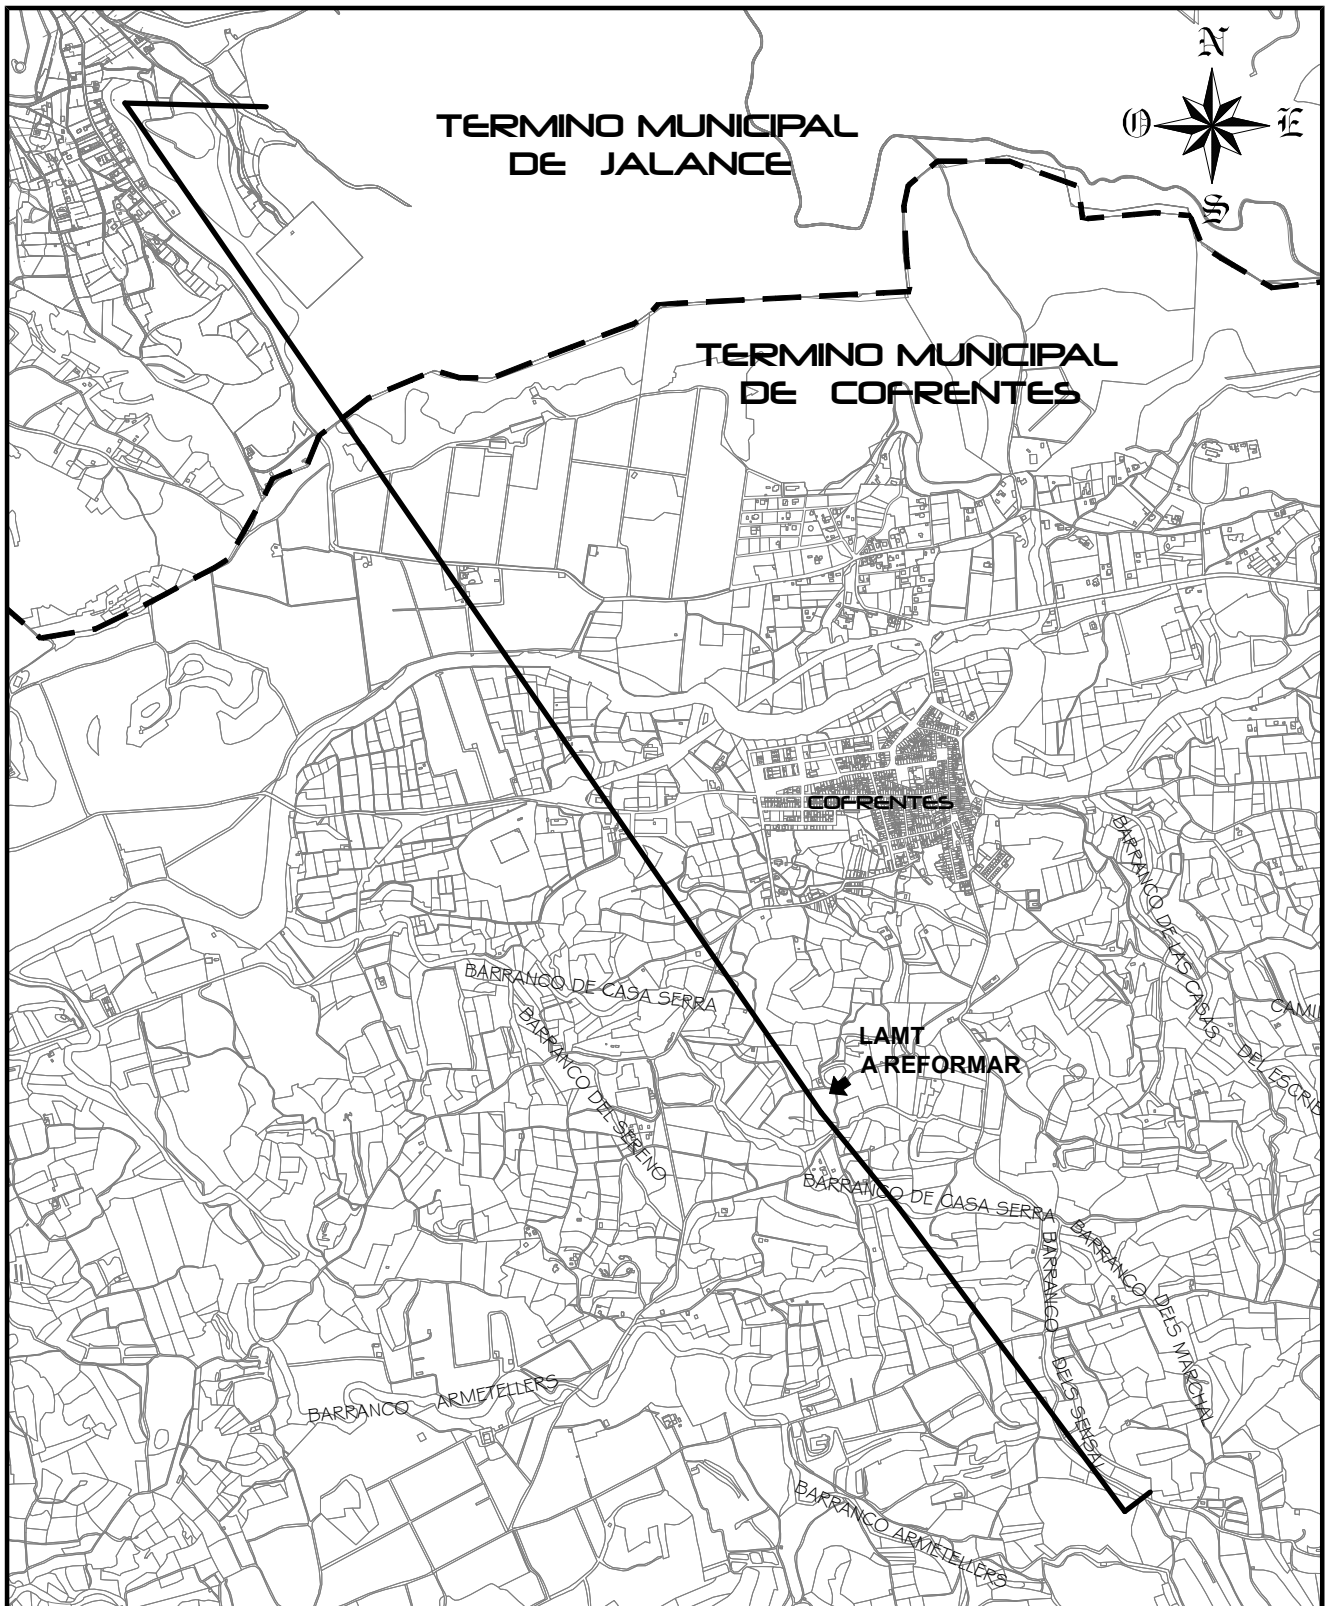 N
O
E
S
TERMINO MUNICIPAL
DE JALANCE
TERMINO MUNICIPAL
DE COFRENTES
COFRENTES
BARRANCO DE LAS CASAS DEL ESCRIB
BARRANCO DE CASA SERRA
CAMI
BARRANCO DEL SERENO
LAMT
A REFORMAR
BARRANCO DE CASA SERRA
BARRANCO DELS MARCHAL
BARRANCO DELS SENSAL
BARRANCO ARMETELLERS
BARRANCO ARMETELLERS